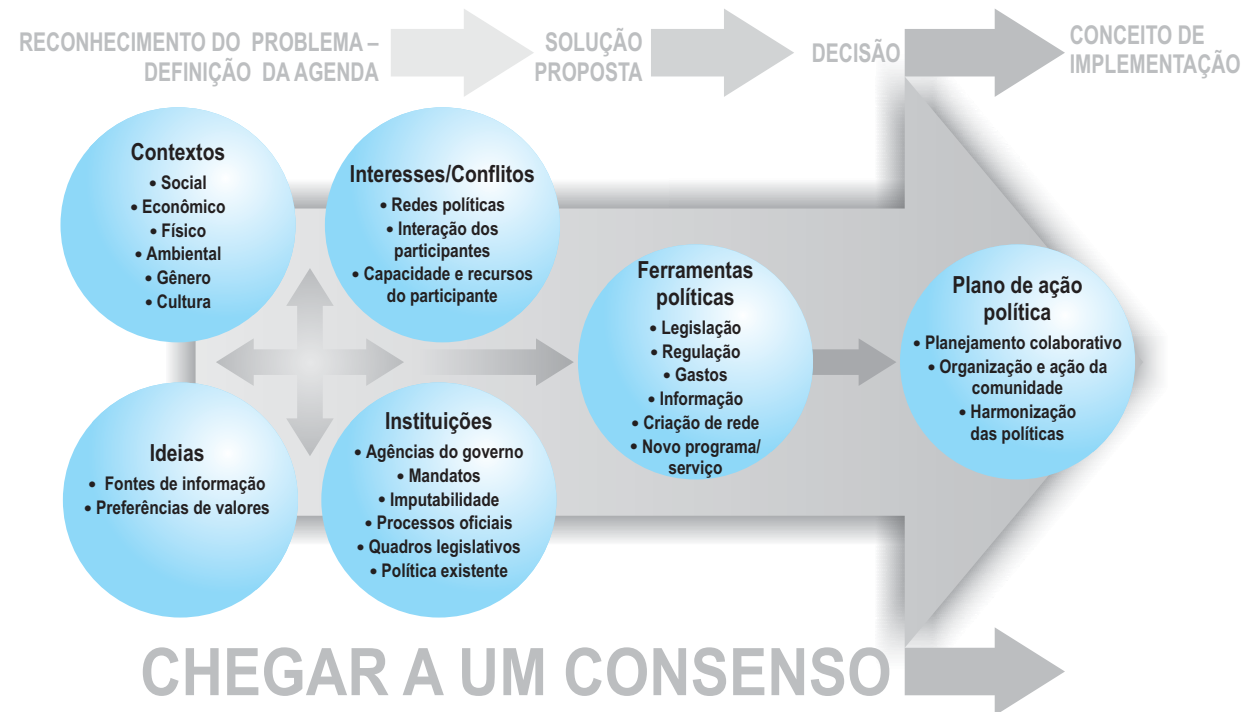 RECONHECIMENTO DO PROBLEMA –
DEFINIÇÃO DA AGENDA
SOLUÇÃO
PROPOSTA
DECISÃO
CONCEITO DE
IMPLEMENTAÇÃO
Contextos
• Social
• Econômico
• Físico
• Ambiental
• Gênero
• Cultura
Interesses/Conflitos
• Redes políticas
• Interação dos
participantes
• Capacidade e recursos
do participante
Ideias
• Fontes de informação
• Preferências de valores
Instituições
• Agências do governo
• Mandatos
• Imputabilidade
• Processos oficiais
• Quadros legislativos
• Política existente
Ferramentas
políticas
• Legislação
• Regulação
• Gastos
• Informação
• Criação de rede
• Novo programa/
serviço
Plano de ação
política
• Planejamento colaborativo
• Organização e ação da
comunidade
• Harmonização
das políticas
CHEGAR A UM CONSENSO